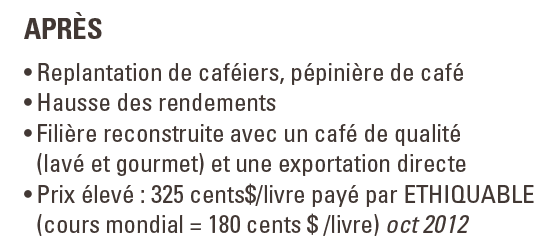 APRÈS
• Replantation de caféiers, pépinière de café
• Hausse des rendements
• Filière reconstruite avec un café de qualité
(lavé et gourmet) et une exportation directe
• Prix élevé : 325 cents$/livre payé par ETHIQUABLE
(cours mondial = 180 cents $ /livre) oct 2012